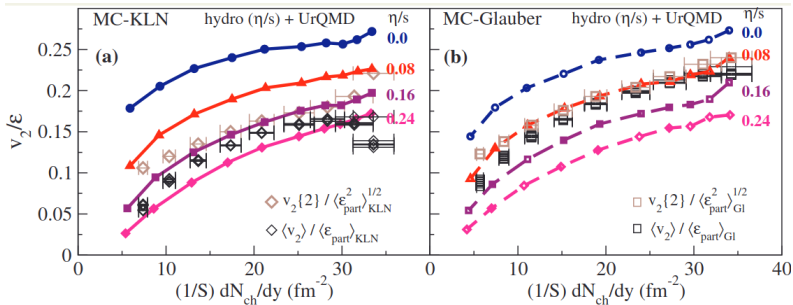 MC-KLN hydro (η/s) + UrQMD η/s
MC-Glauber hydro (η/s) + UrQMD η/s
(a)
(b)
0.0
0.08
0.16
0.24
0.0
0.08
0.16
0.24
v₂/ε
0.25
0.2
0.15
0.1
0.05
0
v₂{2} / ⟨ε²part⟩^1/2 KLN
⟨v₂⟩ / ⟨εpart⟩KLN
v₂{2} / ⟨ε²part⟩^1/2 Gl
⟨v₂⟩ / ⟨εpart⟩Gl
0 10 20 30
0 10 20 30 40
(1/S) dNch/dy (fm⁻²)
(1/S) dNch/dy (fm⁻²)